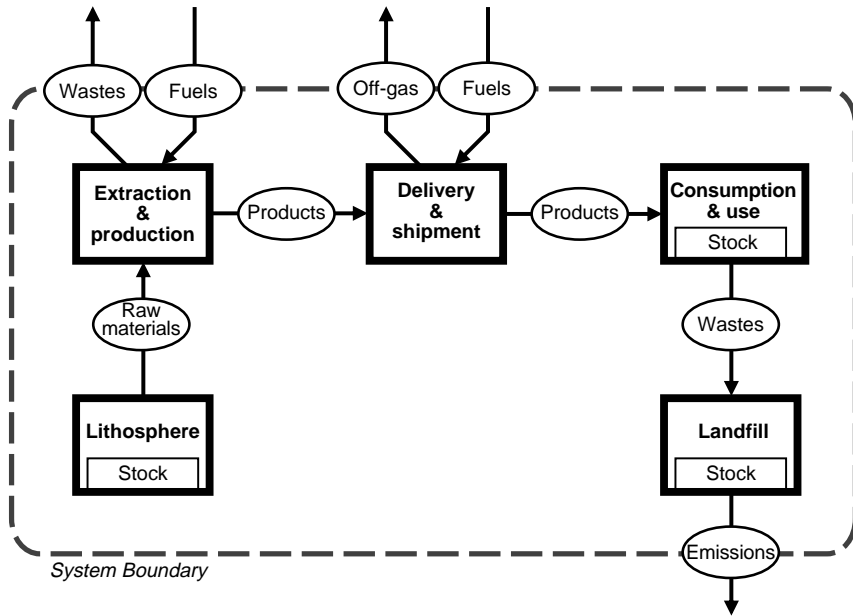 Wastes
Fuels
Off-gas
Fuels
Extraction
&
production
Products
Delivery
&
shipment
Products
Consumption
& use
Stock
Raw
materials
Wastes
Lithosphere
Stock
Landfill
Stock
Emissions
System Boundary